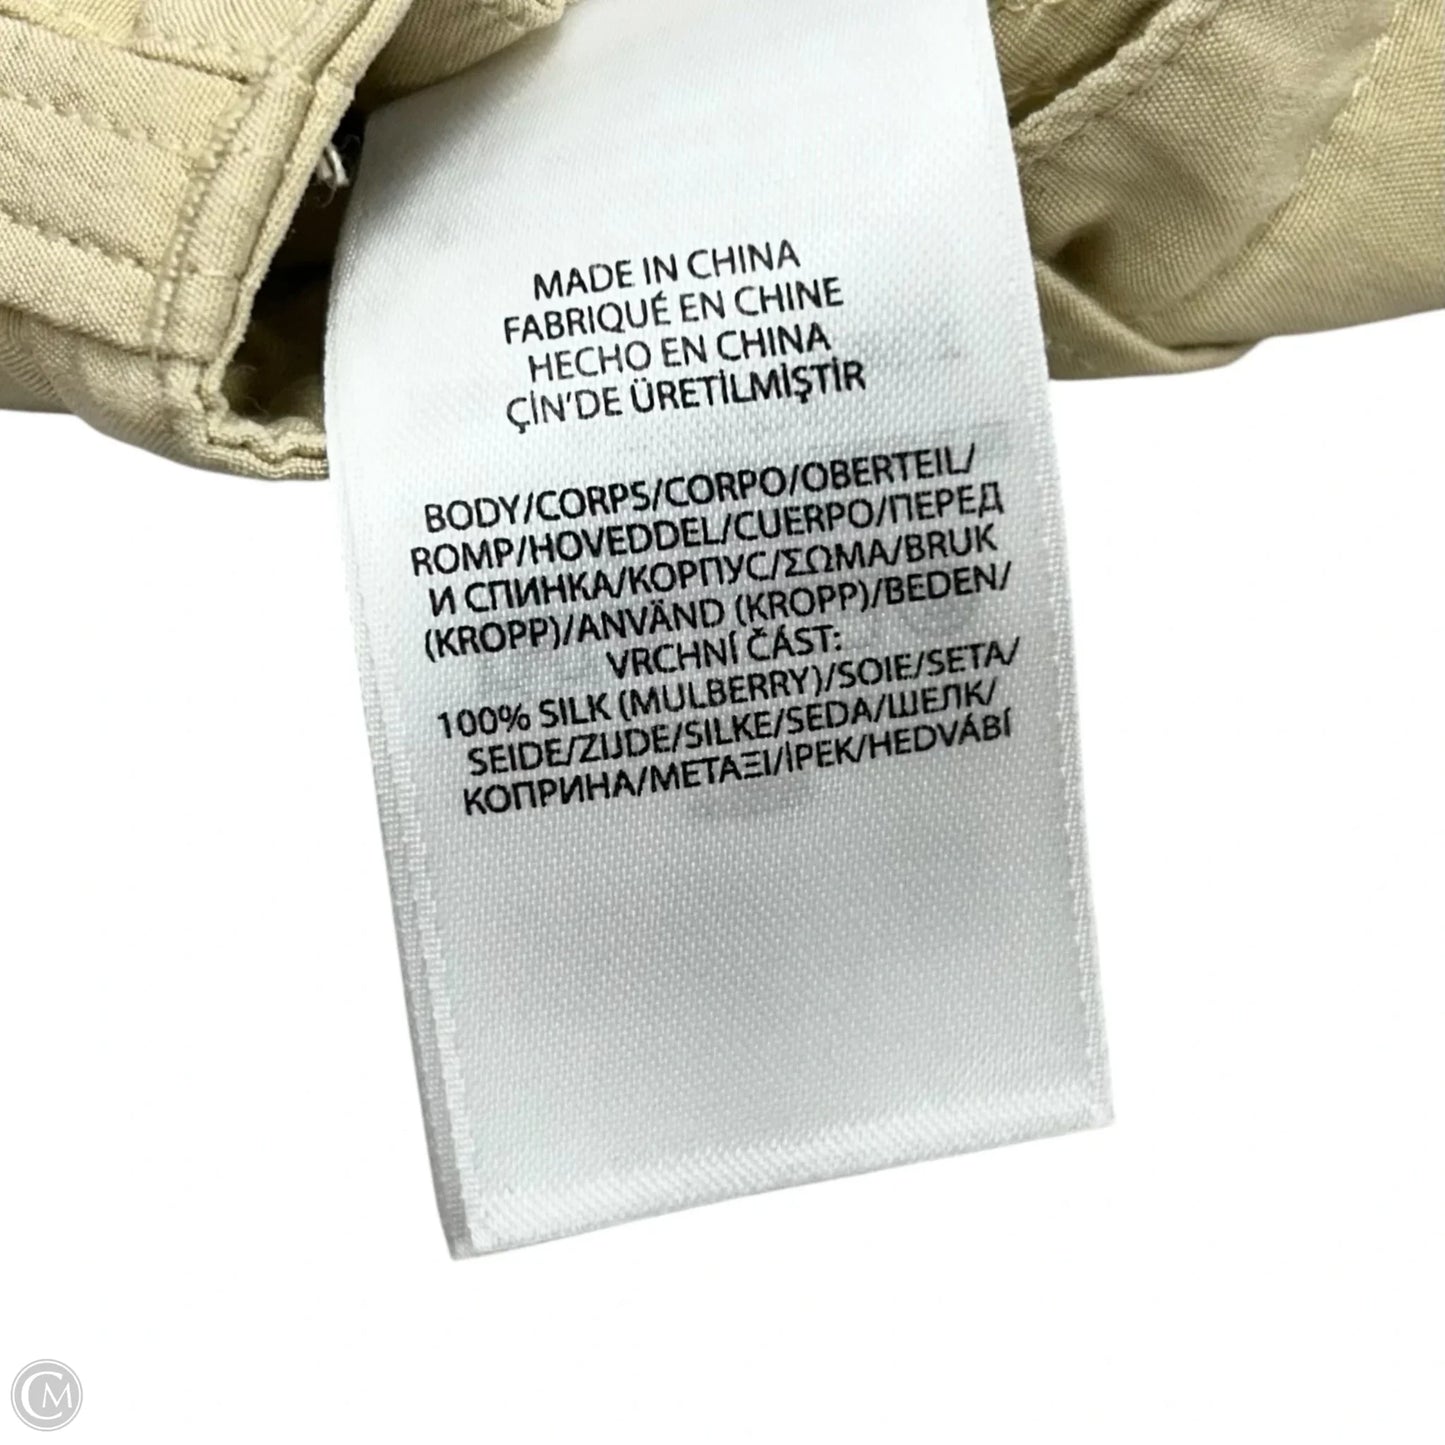 MADE IN CHINA
FABRIQUÉ EN CHINE
HECHO EN CHINA
ÇİN'DE ÜRETİLMİŞTİR
BODY/CORPS/CORPO/OBERTEIL/
ROMP/HOVEDDEL/CUERPO/ПЕРЕД
И СПИНКА/КОРПУС/ΣΩΜΑ/BRUK
(KROPP)/ANVÄND (KROPP)/BEDEN/
VRCHNÍ ČÁST:
100% SILK (MULBERRY)/SOIE/SETA/
SEIDE/ZIJDE/SILKE/SEDA/ШЕЛК/
КОПРИНА/ΜΕΤΑΞΙ/İPEK/HEDVÁBÍ
CM